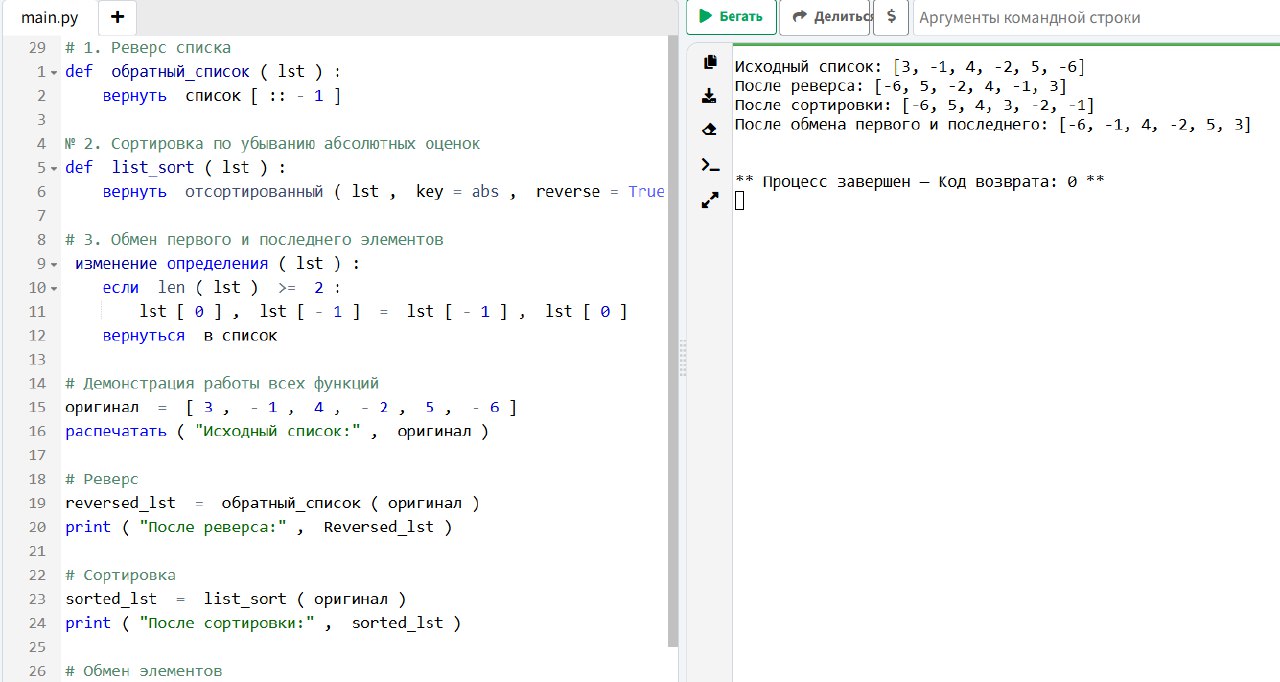 main.py +
29 # 1. Реверс списка
1 def обратный_список ( lst ) :
2 вернуть список [ :: - 1 ]
3
4 № 2. Сортировка по убыванию абсолютных оценок
5 def list_sort ( lst ) :
6 вернуть отсортированный ( lst , key = abs , reverse = True
7
8 # 3. Обмен первого и последнего элементов
9 изменение определения ( lst ) :
10 если len ( lst ) >= 2 :
11 lst [ 0 ] , lst [ - 1 ] = lst [ - 1 ] , lst [ 0 ]
12 вернуться в список
13
14 # Демонстрация работы всех функций
15 оригинал = [ 3 , - 1 , 4 , - 2 , 5 , - 6 ]
16 распечатать ( "Исходный список:" , оригинал )
17
18 # Реверс
19 reversed_lst = обратный_список ( оригинал )
20 print ( "После реверса:" , Reversed_lst )
21
22 # Сортировка
23 sorted_lst = list_sort ( оригинал )
24 print ( "После сортировки:" , sorted_lst )
25
26 # Обмен элементов
Бегать Делитьс $ Аргументы командной строки
Исходный список: [3, -1, 4, -2, 5, -6]
После реверса: [-6, 5, -2, 4, -1, 3]
После сортировки: [-6, 5, 4, 3, -2, -1]
После обмена первого и последнего: [-6, -1, 4, -2, 5, 3]
** Процесс завершен — Код возврата: 0 **